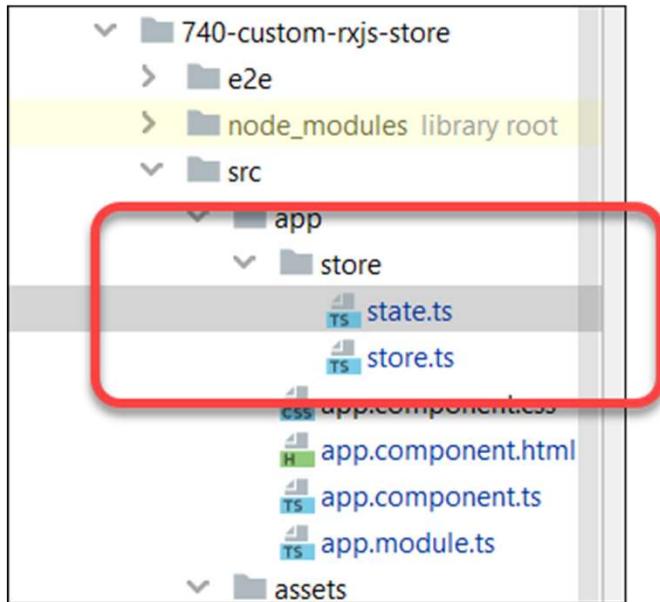 740-custom-rxjs-store
e2e
node_modules library root
src
app
store
TS state.ts
TS store.ts
CSS app.component.css
H app.component.html
TS app.component.ts
TS app.module.ts
assets